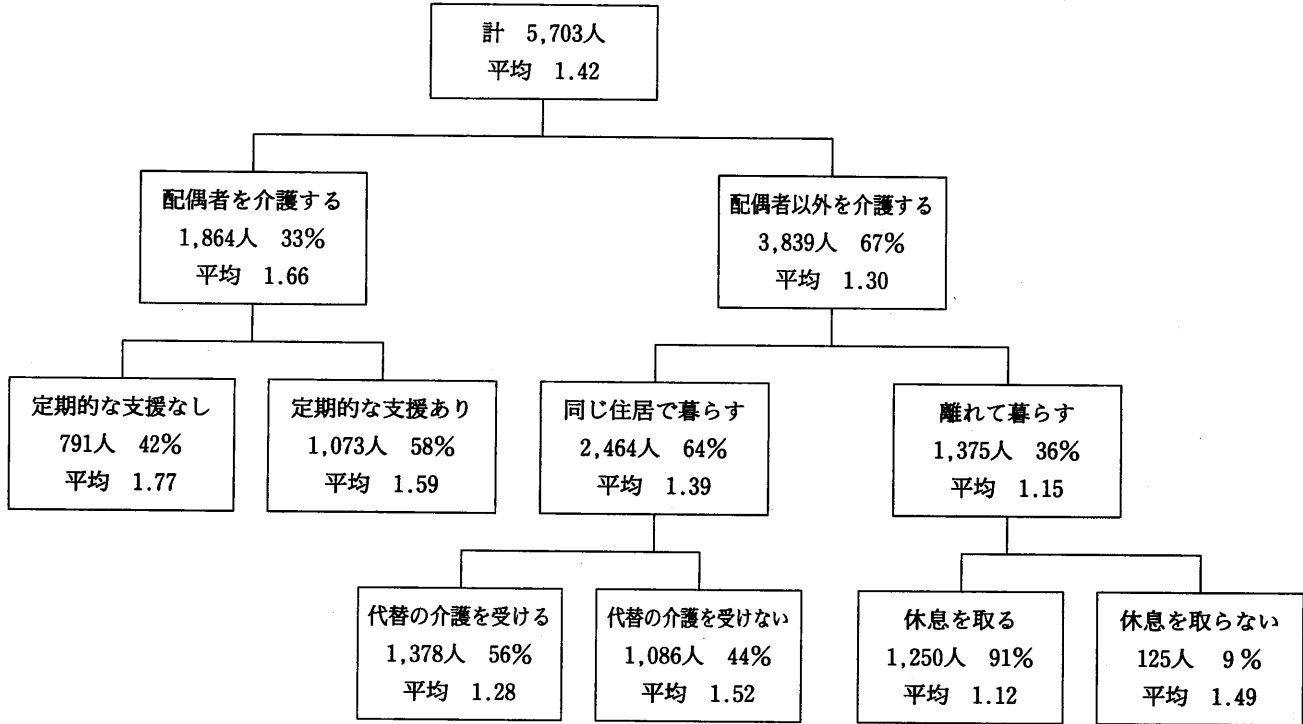 計 5,703人
平均 1.42
配偶者を介護する
1,864人 33%
平均 1.66
配偶者以外を介護する
3,839人 67%
平均 1.30
定期的な支援なし
791人 42%
平均 1.77
定期的な支援あり
1,073人 58%
平均 1.59
同じ住居で暮らす
2,464人 64%
平均 1.39
離れて暮らす
1,375人 36%
平均 1.15
代替の介護を受ける
1,378人 56%
平均 1.28
代替の介護を受けない
1,086人 44%
平均 1.52
休息を取る
1,250人 91%
平均 1.12
休息を取らない
125人 9%
平均 1.49